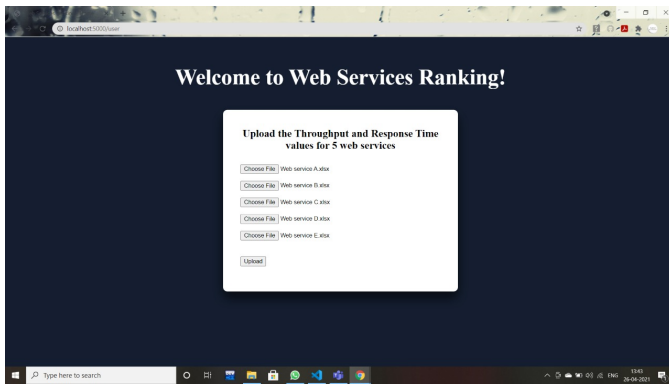 localhost:5000/user
Welcome to Web Services Ranking!
Upload the Throughput and Response Time
values for 5 web services
Choose File Web service A.xlsx
Choose File Web service B.xlsx
Choose File Web service C.xlsx
Choose File Web service D.xlsx
Choose File Web service E.xlsx
Upload
Type here to search
ENG
13:43
26-04-2021